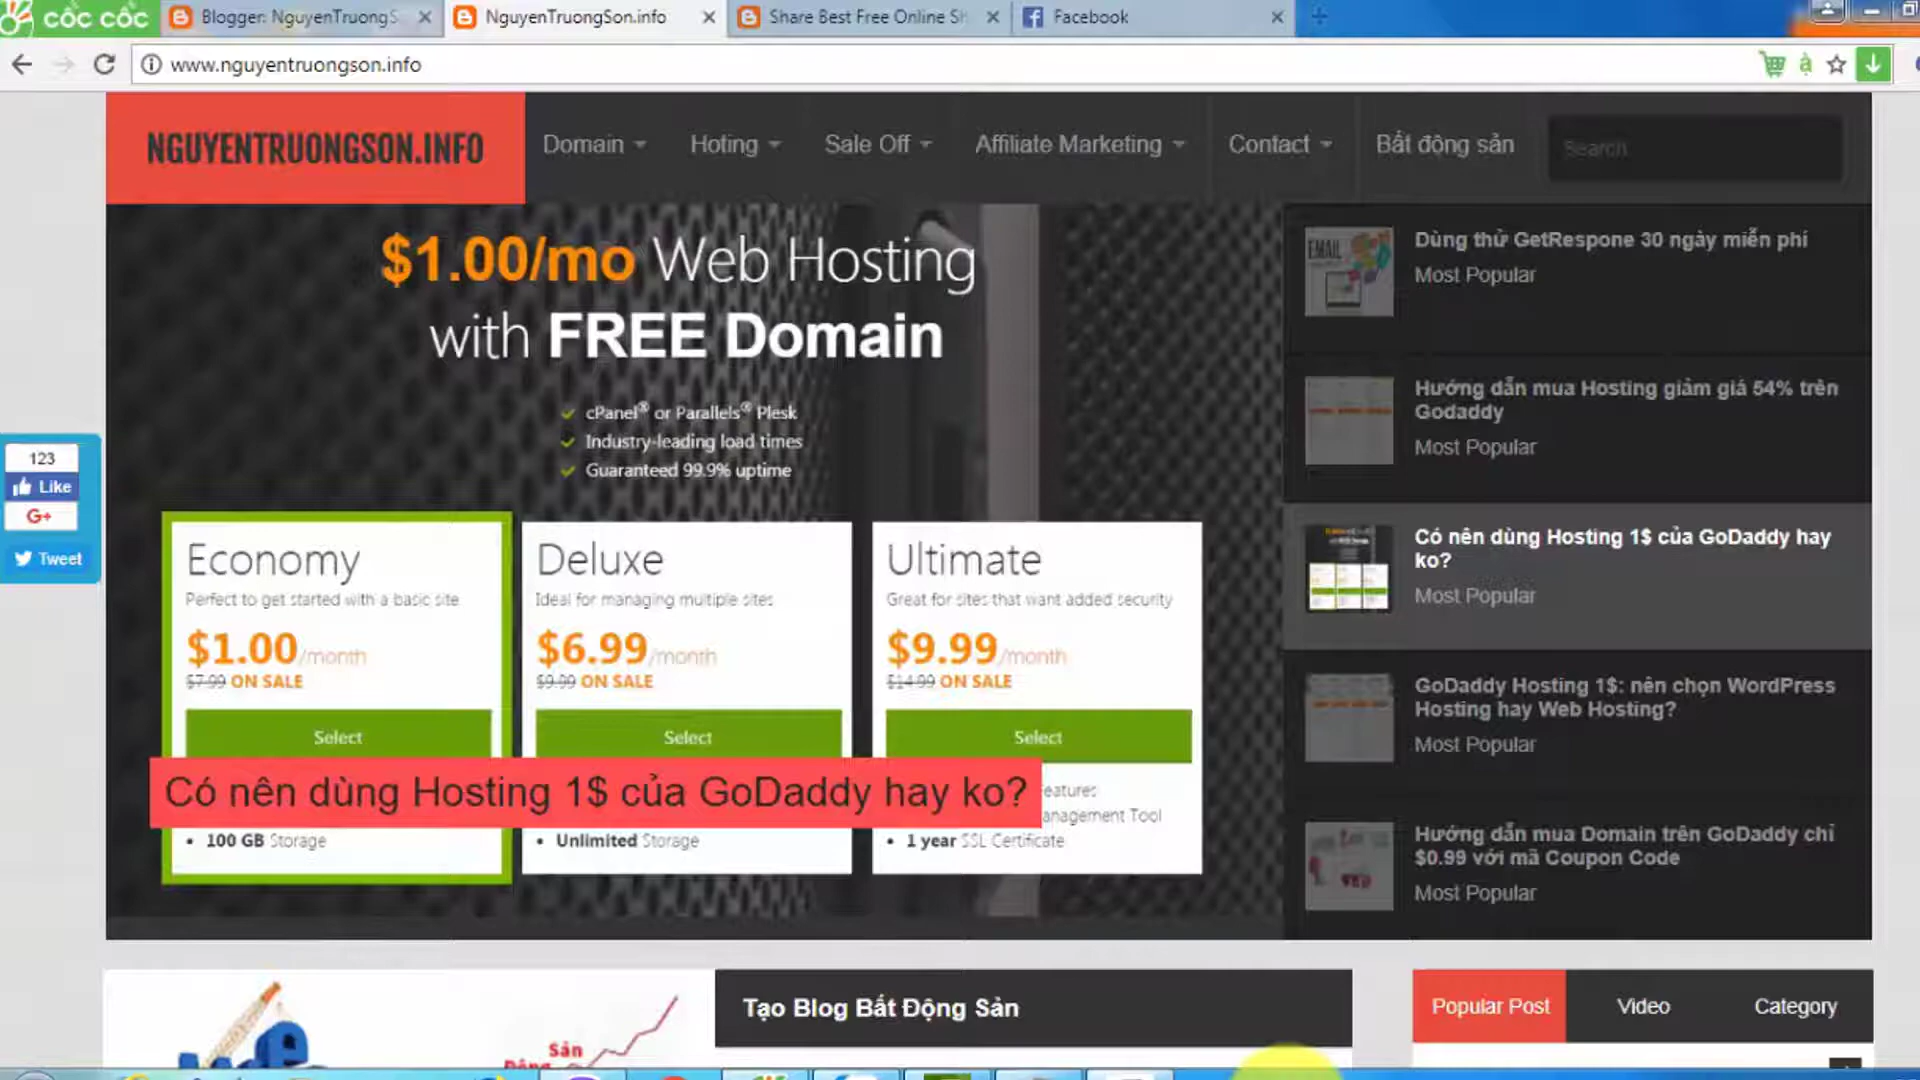 cốc cốc
Blogger: NguyenTruongS
NguyenTruongSon.info
Share Best Free Online Sh
Facebook
www.nguyentruongson.info
NGUYENTRUONGSON.INFO
Domain
Hoting
Sale Off
Affiliate Marketing
Contact
Bất động sản
Search
$1.00/mo Web Hosting
with FREE Domain
cPanel® or Parallels® Plesk
Industry-leading load times
Guaranteed 99.9% uptime
123
Like
G+
Tweet
Economy
Perfect to get started with a basic site
$1.00/month
$7.99 ON SALE
Select
100 GB Storage
Deluxe
Ideal for managing multiple sites
$6.99/month
$9.99 ON SALE
Select
Unlimited Storage
Ultimate
Great for sites that want added security
$9.99/month
$14.99 ON SALE
Select
eatures
anagement Tool
1 year SSL Certificate
Có nên dùng Hosting 1$ của GoDaddy hay ko?
EMAIL
Dùng thử GetRespone 30 ngày miễn phí
Most Popular
Hướng dẫn mua Hosting giảm giá 54% trên
Godaddy
Most Popular
Có nên dùng Hosting 1$ của GoDaddy hay
ko?
Most Popular
GoDaddy Hosting 1$: nên chọn WordPress
Hosting hay Web Hosting?
Most Popular
Hướng dẫn mua Domain trên GoDaddy chỉ
$0.99 với mã Coupon Code
Most Popular
Sản
Tạo Blog Bất Động Sản
Popular Post
Video
Category